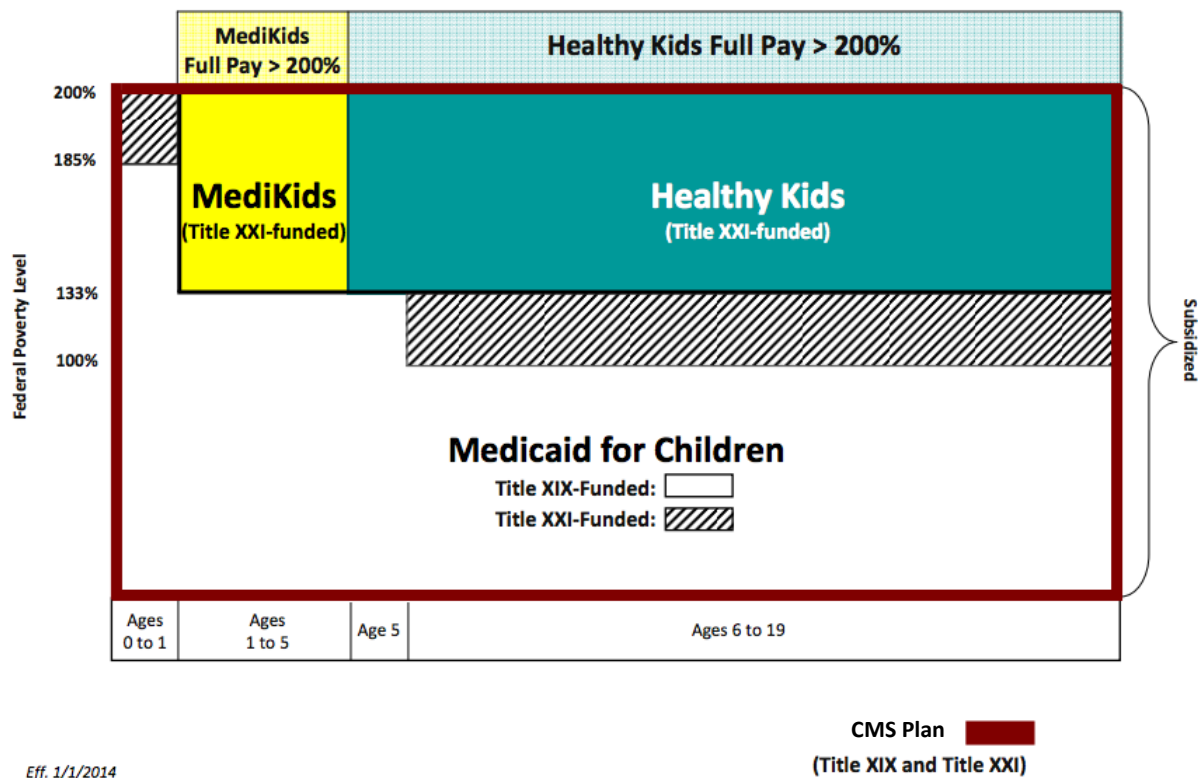 MediKids
Full Pay > 200%
Healthy Kids Full Pay > 200%
200%
185%
133%
100%
Federal Poverty Level
MediKids
(Title XXI-funded)
Healthy Kids
(Title XXI-funded)
Subsidized
Medicaid for Children
Title XIX-Funded:
Title XXI-Funded:
Ages
0 to 1
Ages
1 to 5
Age 5
Ages 6 to 19
CMS Plan
(Title XIX and Title XXI)
Eff. 1/1/2014